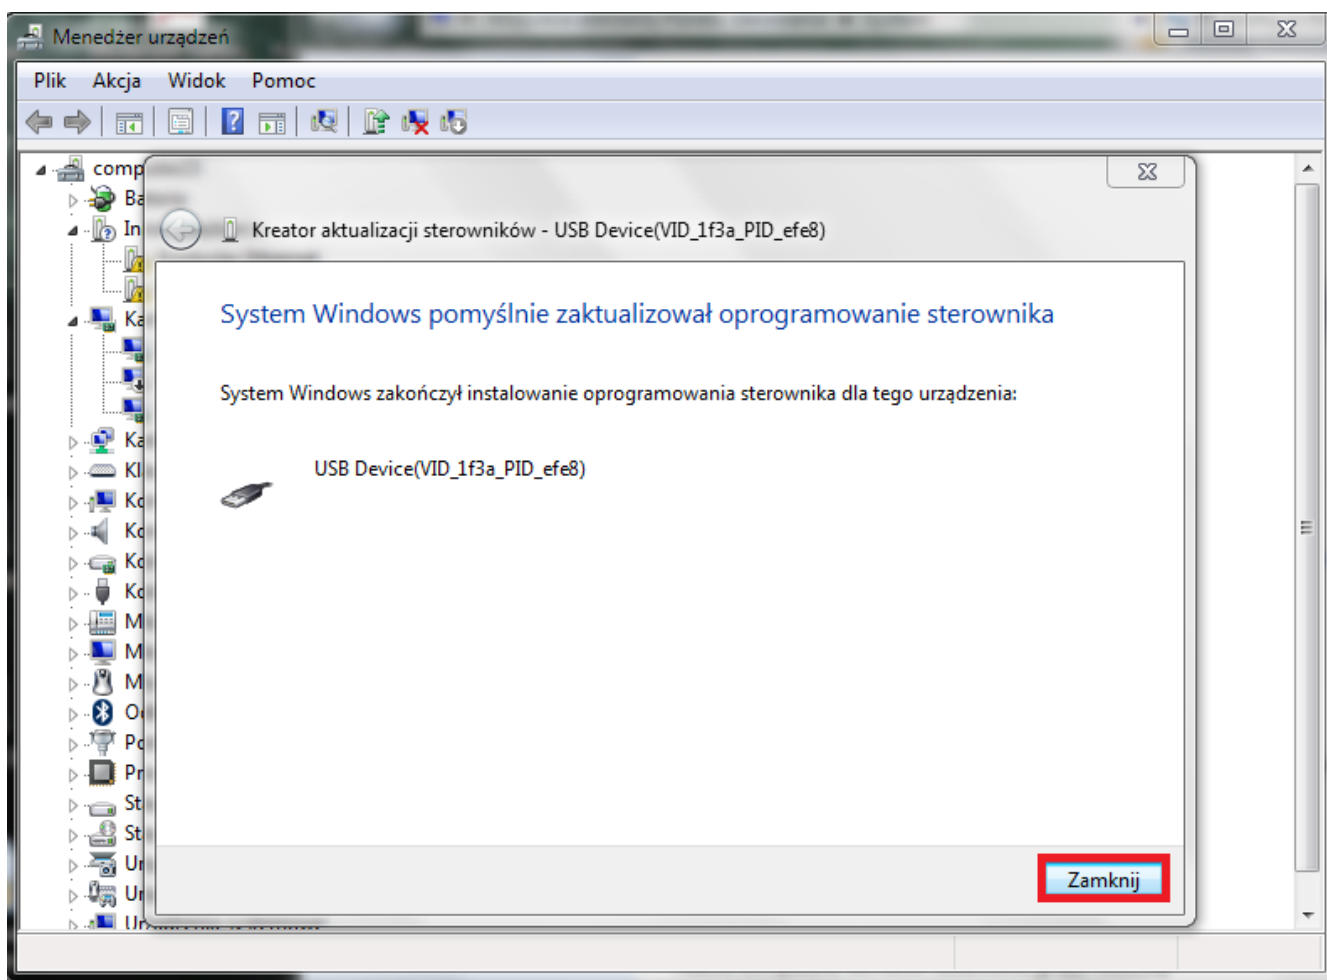 Menedżer urządzeń
Plik Akcja Widok Pomoc
Kreator aktualizacji sterowników - USB Device(VID_1f3a_PID_efe8)
System Windows pomyślnie zaktualizował oprogramowanie sterownika
System Windows zakończył instalowanie oprogramowania sterownika dla tego urządzenia:
USB Device(VID_1f3a_PID_efe8)
Zamknij